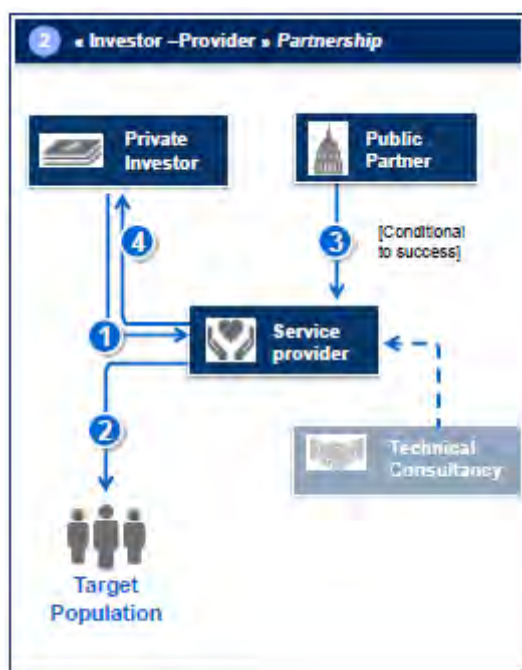 2 « Investor –Provider » Partnership
Private
Investor
Public
Partner
4
3
[Conditional
to success]
1
Service
provider
2
Technical
Consultancy
Target
Population